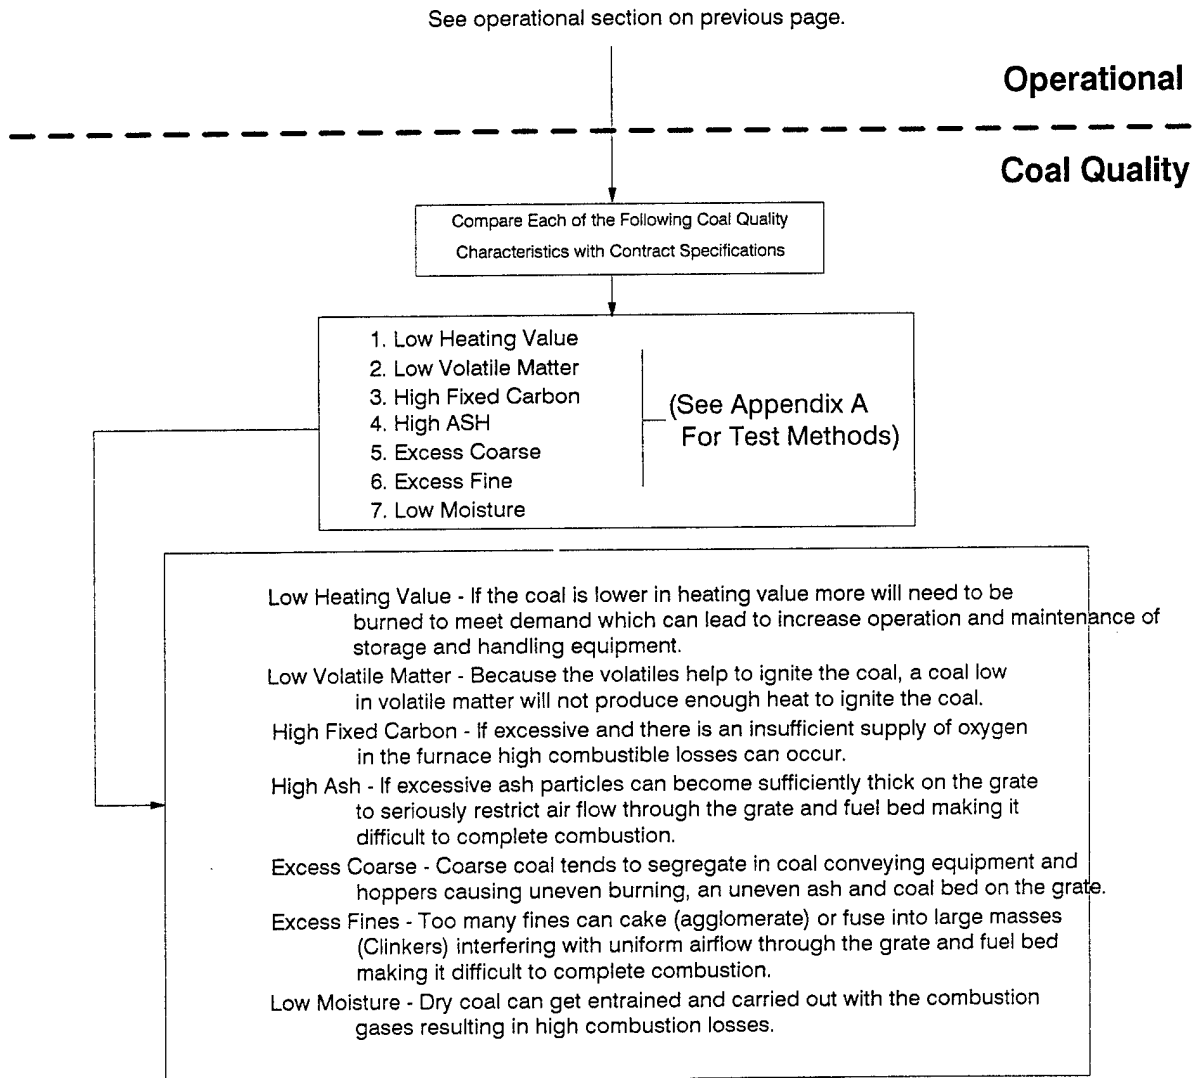 See operational section on previous page.
Operational
Coal Quality
Compare Each of the Following Coal Quality
Characteristics with Contract Specifications
1. Low Heating Value
2. Low Volatile Matter
3. High Fixed Carbon
4. High ASH
5. Excess Coarse
6. Excess Fine
7. Low Moisture
(See Appendix A
For Test Methods)
Low Heating Value - If the coal is lower in heating value more will need to be
burned to meet demand which can lead to increase operation and maintenance of
storage and handling equipment.
Low Volatile Matter - Because the volatiles help to ignite the coal, a coal low
in volatile matter will not produce enough heat to ignite the coal.
High Fixed Carbon - If excessive and there is an insufficient supply of oxygen
in the furnace high combustible losses can occur.
High Ash - If excessive ash particles can become sufficiently thick on the grate
to seriously restrict air flow through the grate and fuel bed making it
difficult to complete combustion.
Excess Coarse - Coarse coal tends to segregate in coal conveying equipment and
hoppers causing uneven burning, an uneven ash and coal bed on the grate.
Excess Fines - Too many fines can cake (agglomerate) or fuse into large masses
(Clinkers) interfering with uniform airflow through the grate and fuel bed
making it difficult to complete combustion.
Low Moisture - Dry coal can get entrained and carried out with the combustion
gases resulting in high combustion losses.